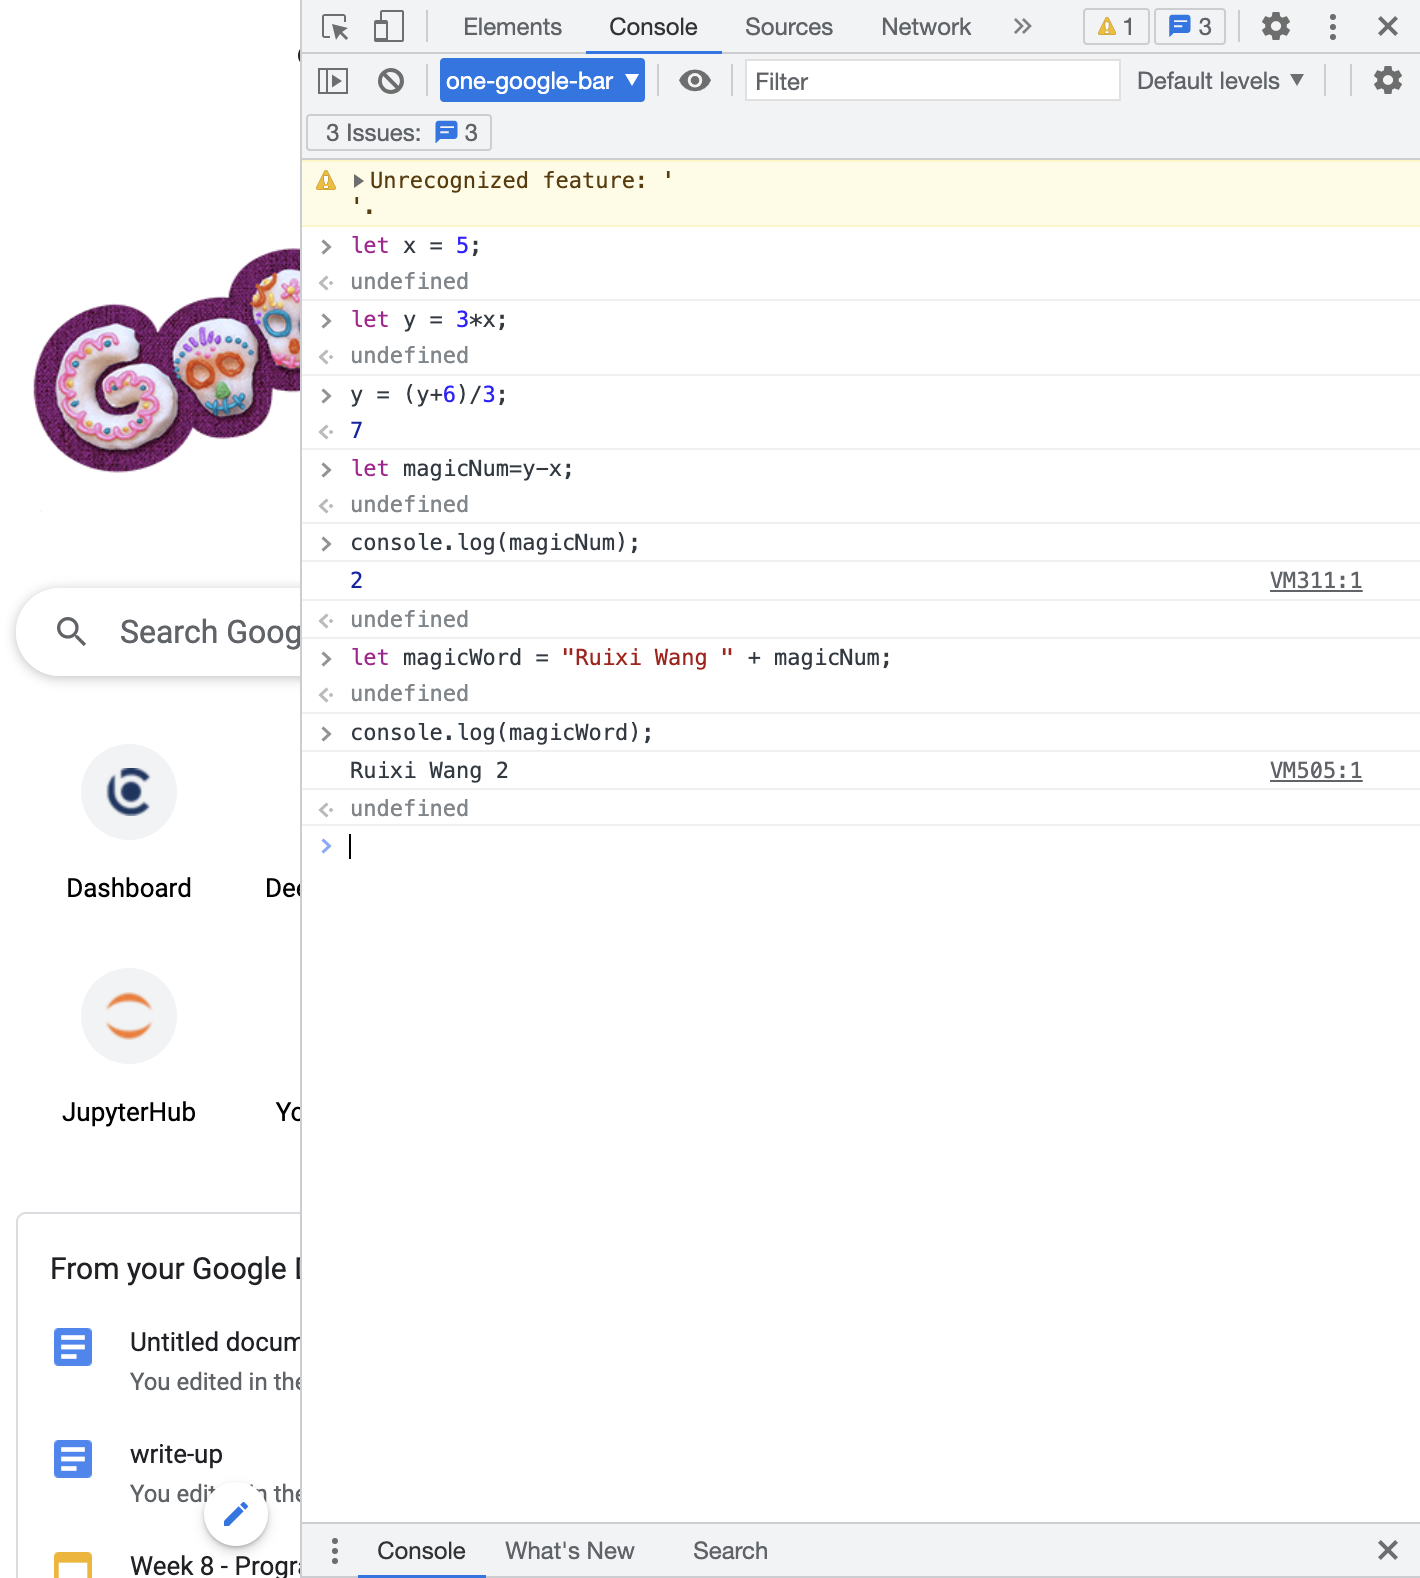 Elements Console Sources Network 1 3
one-google-bar Filter Default levels
3 Issues: 3
Unrecognized feature: '
'.
let x = 5;
undefined
let y = 3*x;
undefined
y = (y+6)/3;
7
let magicNum=y-x;
undefined
console.log(magicNum);
2 VM311:1
undefined
let magicWord = "Ruixi Wang " + magicNum;
undefined
console.log(magicWord);
Ruixi Wang 2 VM505:1
undefined
Search Goog
Dashboard Dee
JupyterHub Yo
From your Google
Untitled docum
You edited in the
write-up
You edit in the
Week 8 - Progra
Console What's New Search